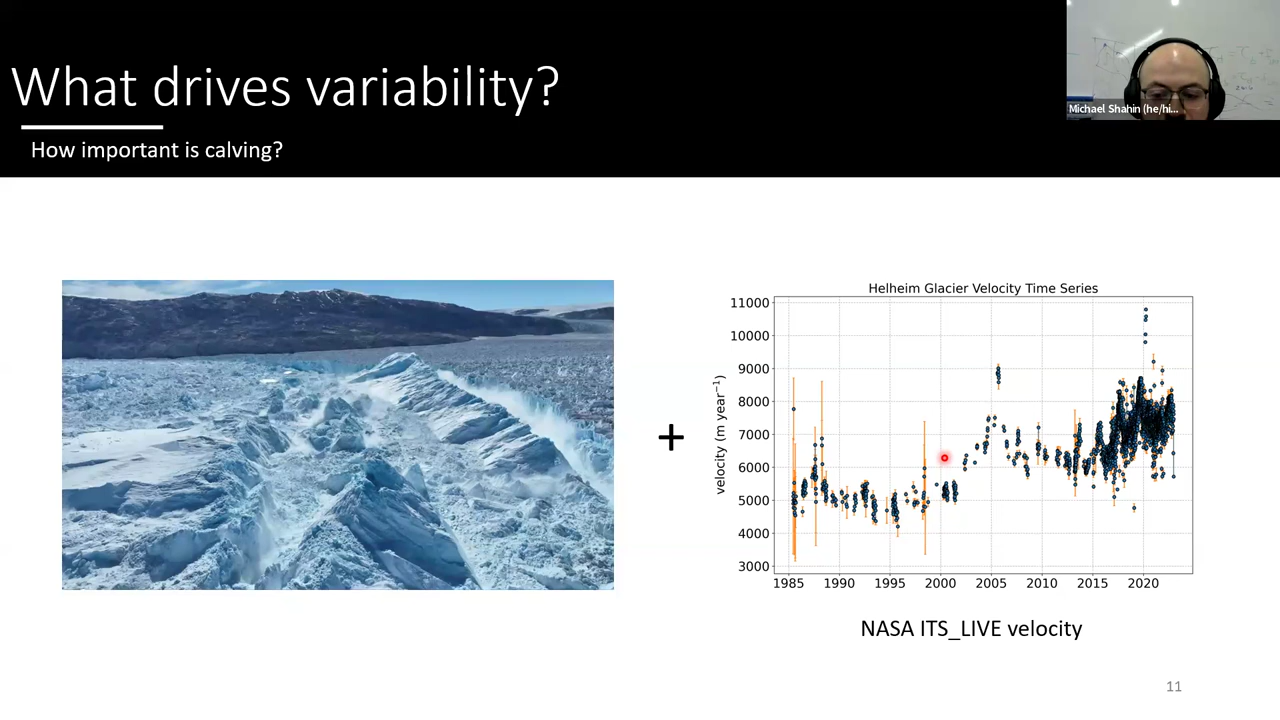 What drives variability?
How important is calving?
Michael Shahin (he/hi...
+
Helheim Glacier Velocity Time Series
velocity (m year⁻¹)
11000
10000
9000
8000
7000
6000
5000
4000
3000
1985 1990 1995 2000 2005 2010 2015 2020
NASA ITS_LIVE velocity
11